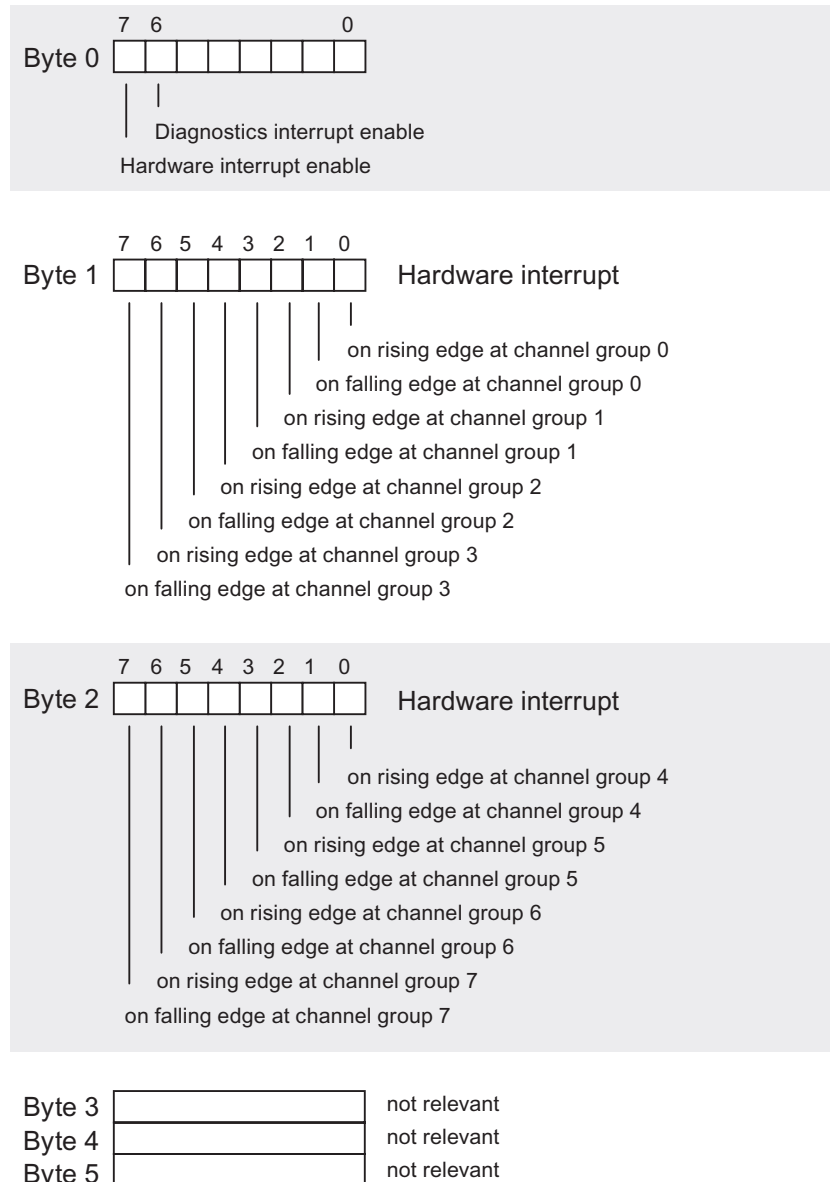 7 6 0
Byte 0
Diagnostics interrupt enable
Hardware interrupt enable
7 6 5 4 3 2 1 0
Byte 1 Hardware interrupt
on rising edge at channel group 0
on falling edge at channel group 0
on rising edge at channel group 1
on falling edge at channel group 1
on rising edge at channel group 2
on falling edge at channel group 2
on rising edge at channel group 3
on falling edge at channel group 3
7 6 5 4 3 2 1 0
Byte 2 Hardware interrupt
on rising edge at channel group 4
on falling edge at channel group 4
on rising edge at channel group 5
on falling edge at channel group 5
on rising edge at channel group 6
on falling edge at channel group 6
on rising edge at channel group 7
on falling edge at channel group 7
Byte 3 not relevant
Byte 4 not relevant
Byte 5 not relevant